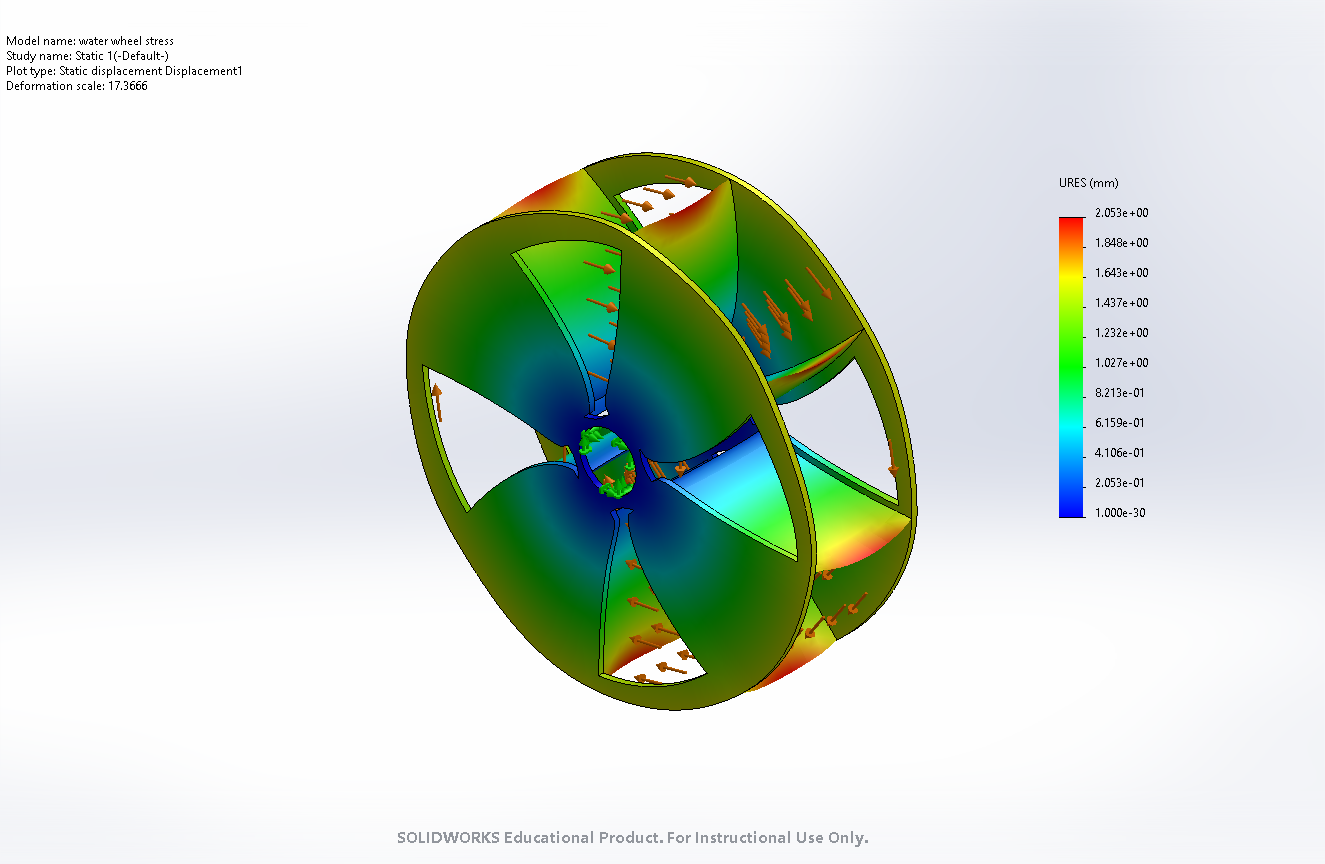 Model name: water wheel stress
Study name: Static 1(-Default-)
Plot type: Static displacement Displacement1
Deformation scale: 17.3666
URES (mm)
2.053e+00
1.848e+00
1.643e+00
1.437e+00
1.232e+00
1.027e+00
8.213e-01
6.159e-01
4.106e-01
2.053e-01
1.000e-30
SOLIDWORKS Educational Product. For Instructional Use Only.